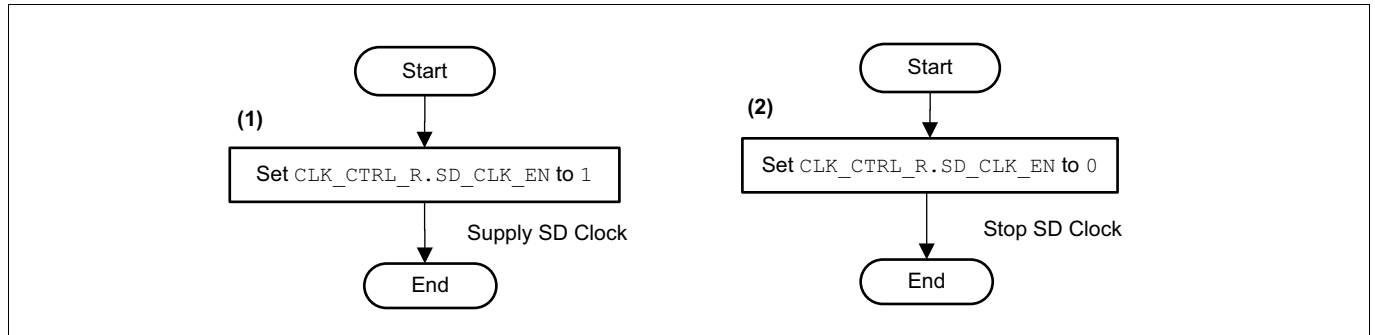 Start
(1)
Set CLK_CTRL_R.SD_CLK_EN to 1
Supply SD Clock
End
Start
(2)
Set CLK_CTRL_R.SD_CLK_EN to 0
Stop SD Clock
End